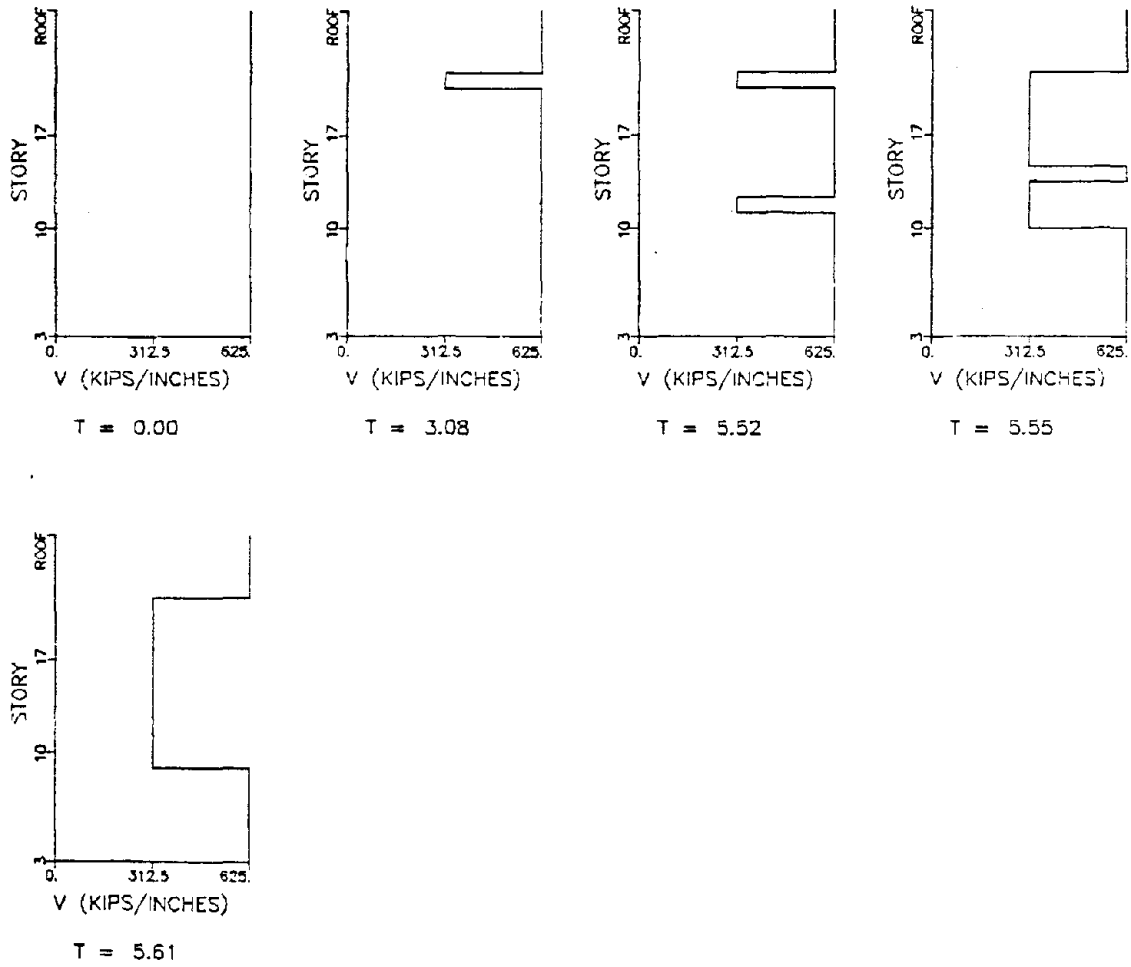 ROOF
17
STORY
10
3
0. 312.5 625.
V (KIPS/INCHES)
T = 0.00
ROOF
17
STORY
10
3
0. 312.5 625.
V (KIPS/INCHES)
T = 3.08
ROOF
17
STORY
10
3
0. 312.5 625.
V (KIPS/INCHES)
T = 5.52
ROOF
17
STORY
10
3
0. 312.5 625.
V (KIPS/INCHES)
T = 5.55
ROOF
17
STORY
10
3
0. 312.5 625.
V (KIPS/INCHES)
T = 5.61